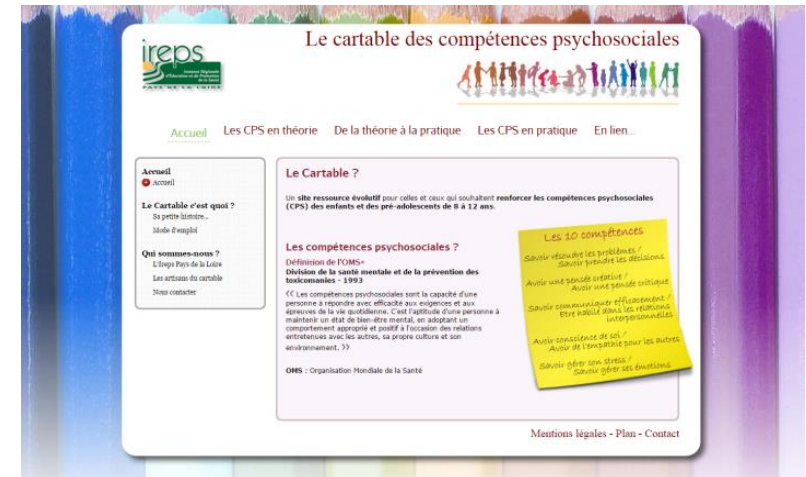 ireps
Instance Régionale
d'Education et de Promotion
de la Santé
PAYS DE LA LOIRE
Le cartable des compétences psychosociales
Accueil Les CPS en théorie De la théorie à la pratique Les CPS en pratique En lien...
Accueil
Accueil
Le Cartable c'est quoi ?
Sa petite histoire...
Mode d'emploi
Qui sommes-nous ?
L'Ireps Pays de la Loire
Les artisans du cartable
Nous contacter
Le Cartable ?
Un site ressource évolutif pour celles et ceux qui souhaitent renforcer les compétences psychosociales
(CPS) des enfants et des pré-adolescents de 8 à 12 ans.
Les compétences psychosociales ?
Définition de l'OMS*
Division de la santé mentale et de la prévention des
toxicomanies - 1993
<< Les compétences psychosociales sont la capacité d'une
personne à répondre avec efficacité aux exigences et aux
épreuves de la vie quotidienne. C'est l'aptitude d'une personne à
maintenir un état de bien-être mental, en adoptant un
comportement approprié et positif à l'occasion des relations
entretenues avec les autres, sa propre culture et son
environnement. >>
OMS : Organisation Mondiale de la Santé
Les 10 compétences
Savoir résoudre les problèmes /
Savoir prendre les décisions
Avoir une pensée créative /
Avoir une pensée critique
Savoir communiquer efficacement /
Etre habile dans les relations
interpersonnelles
Avoir conscience de soi /
Avoir de l'empathie pour les autres
Savoir gérer son stress /
Savoir gérer ses émotions
Mentions légales - Plan - Contact